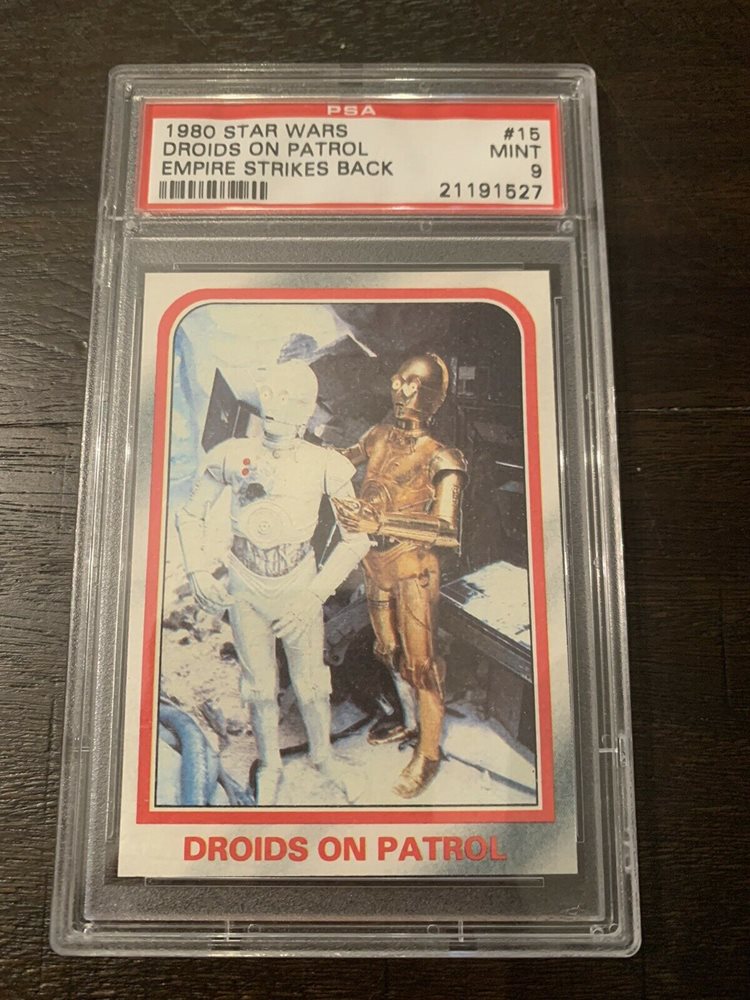 PSA
1980 STAR WARS #15
DROIDS ON PATROL MINT
EMPIRE STRIKES BACK 9
21191527
DROIDS ON PATROL